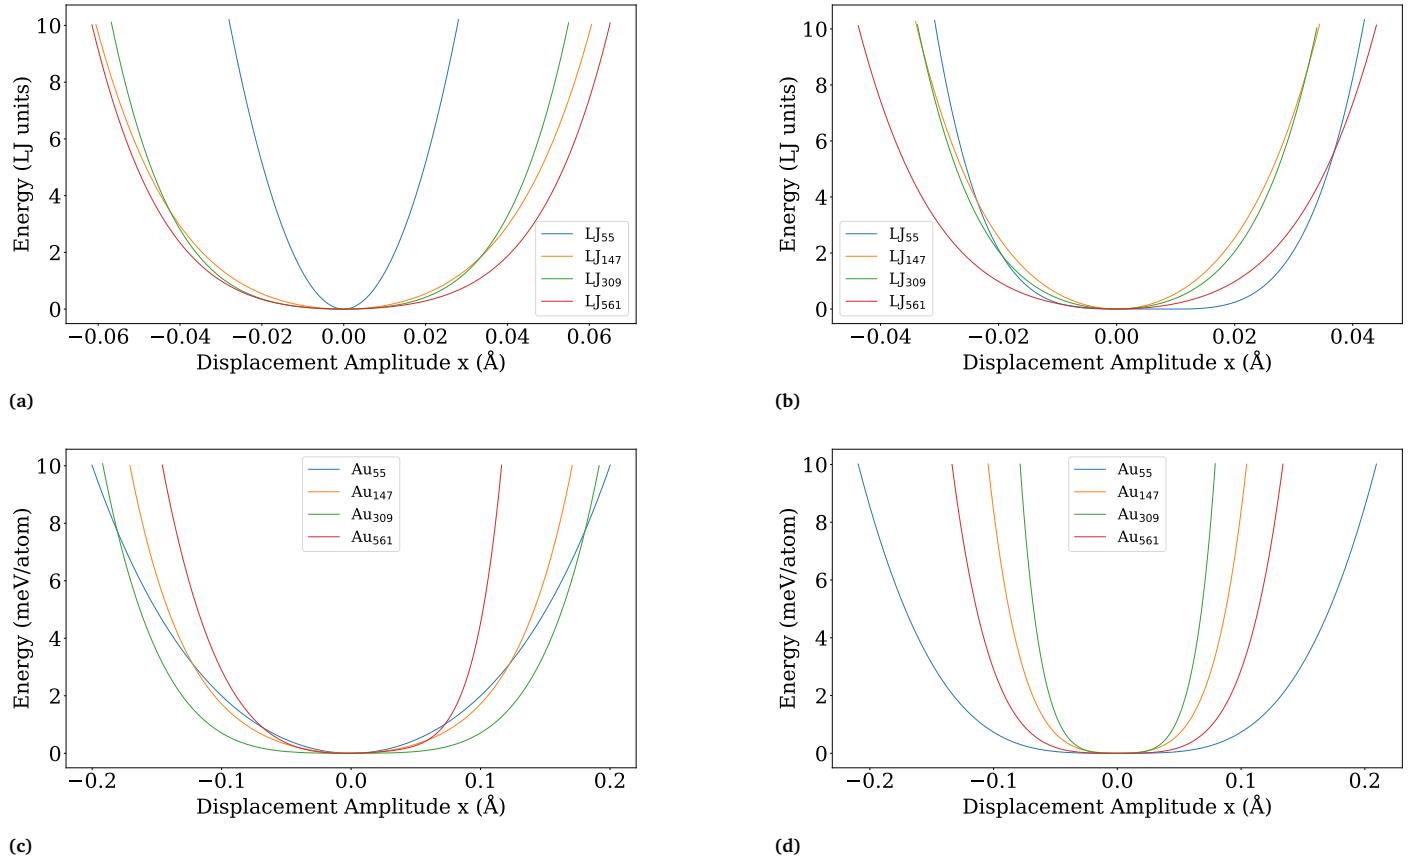 10
8
6
4
2
0
Energy (LJ units)
LJ55
LJ147
LJ309
LJ561
−0.06 −0.04 −0.02 0.00 0.02 0.04 0.06
Displacement Amplitude x (Å)
(a)
10
8
6
4
2
0
Energy (LJ units)
LJ55
LJ147
LJ309
LJ561
−0.04 −0.02 0.00 0.02 0.04
Displacement Amplitude x (Å)
(b)
10
8
6
4
2
0
Energy (meV/atom)
Au55
Au147
Au309
Au561
−0.2 −0.1 0.0 0.1 0.2
Displacement Amplitude x (Å)
(c)
10
8
6
4
2
0
Energy (meV/atom)
Au55
Au147
Au309
Au561
−0.2 −0.1 0.0 0.1 0.2
Displacement Amplitude x (Å)
(d)